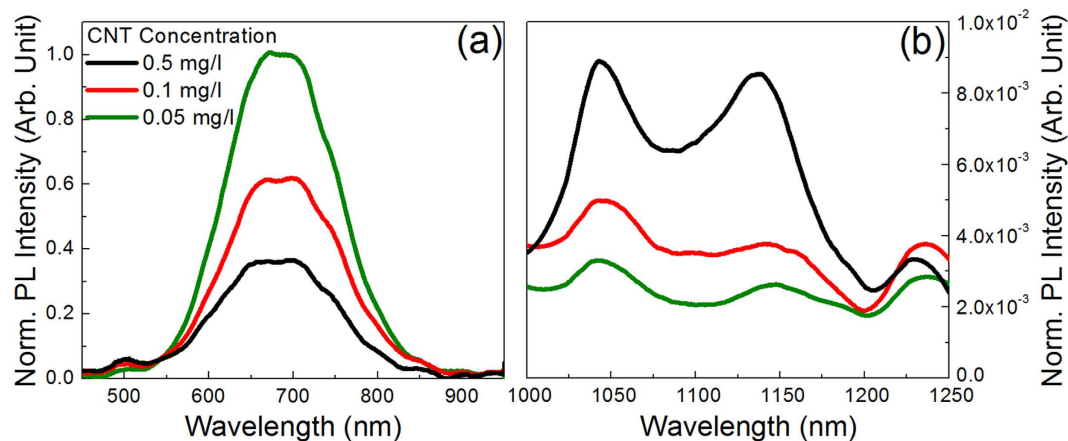 CNT Concentration
0.5 mg/l
0.1 mg/l
0.05 mg/l
(a)
Norm. PL Intensity (Arb. Unit)
1.0
0.8
0.6
0.4
0.2
0.0
500 600 700 800 900
Wavelength (nm)
(b)
1.0x10⁻²
8.0x10⁻³
6.0x10⁻³
4.0x10⁻³
2.0x10⁻³
0.0
Norm. PL Intensity (Arb. Unit)
1000 1050 1100 1150 1200 1250
Wavelength (nm)